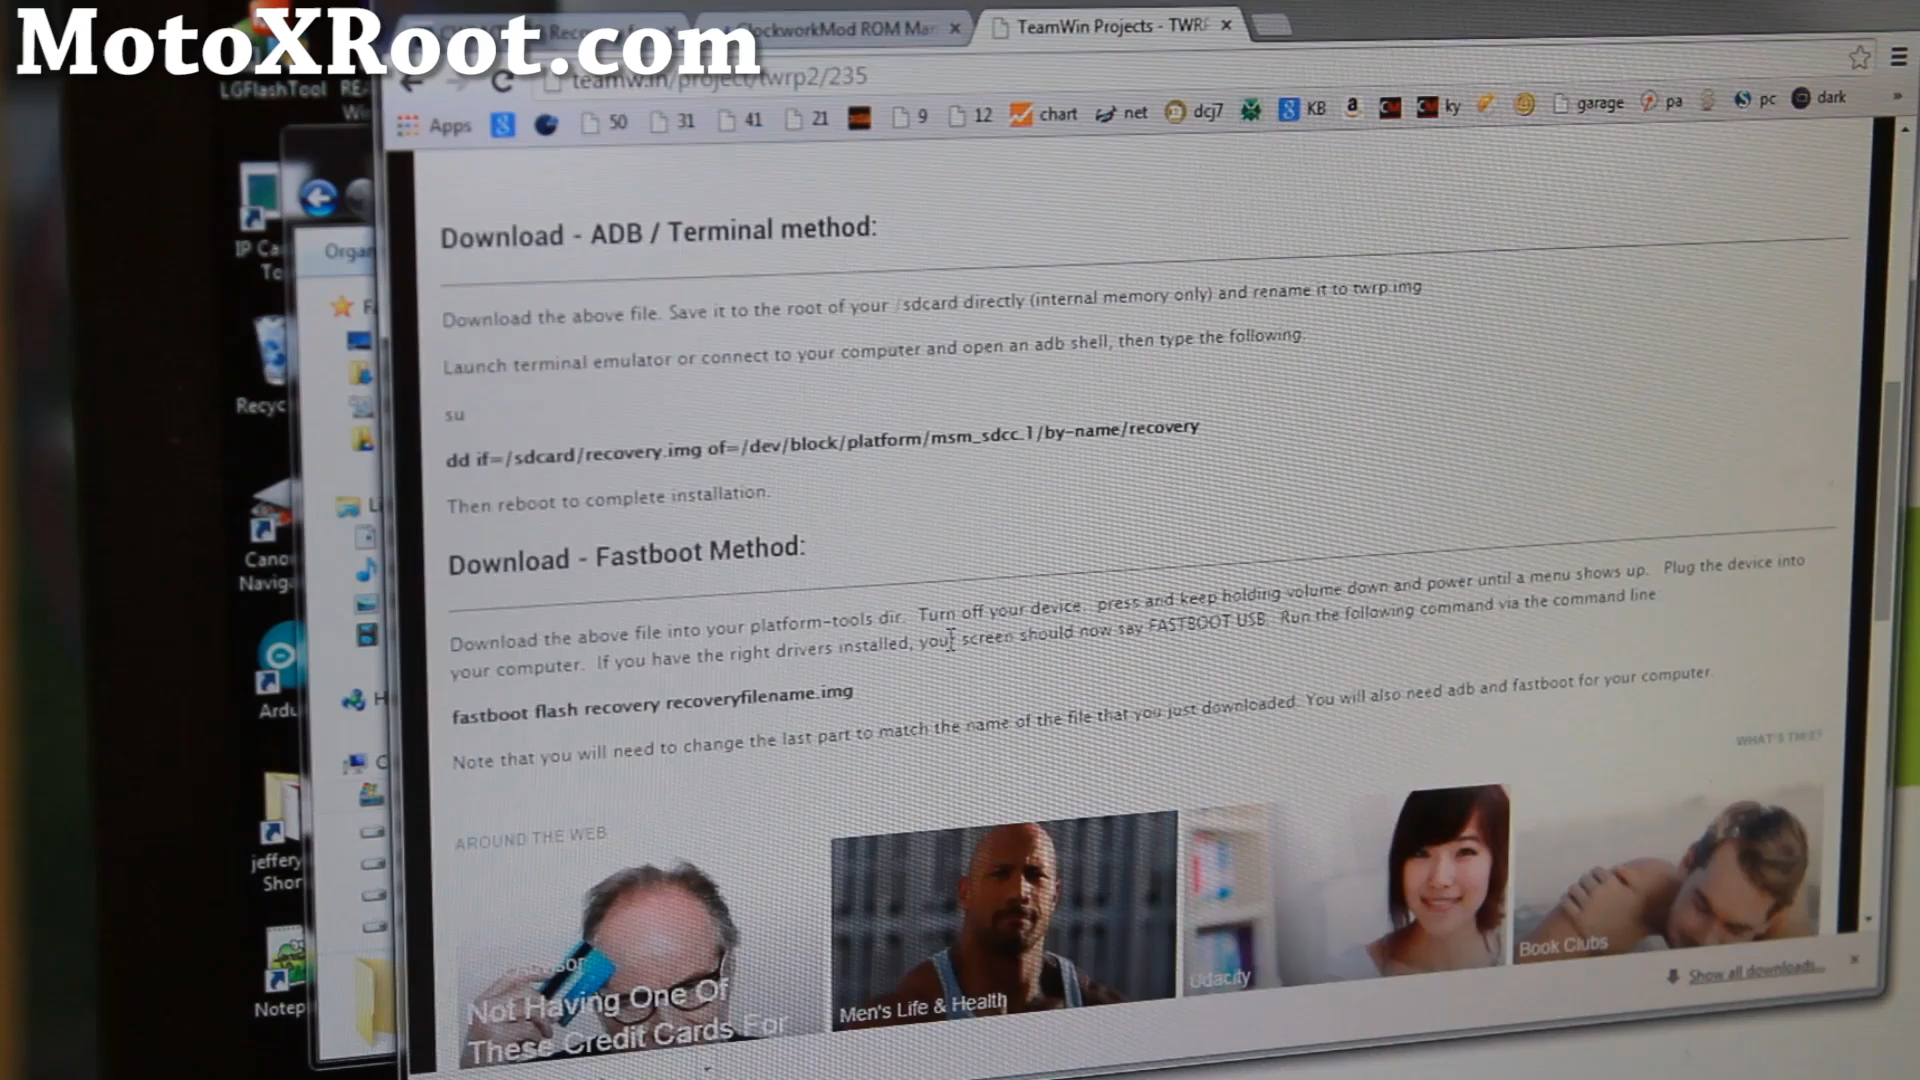 MotoXRoot.com
ClockworkMod ROM Man
TeamWin Projects - TWRP
teamw.in/project/twrp2/235
LGFlashTool
Apps
50
31
41
21
9
12
chart
net
dcj7
KB
a
ky
garage
pa
pc
dark
IP Ca
To
Organ
Recyc
Cano
Navig
Ardu
jeffery
Shor
Notep
Download - ADB / Terminal method:
Download the above file. Save it to the root of your /sdcard directly (internal memory only) and rename it to twrp.img
Launch terminal emulator or connect to your computer and open an adb shell, then type the following:
su
dd if=/sdcard/recovery.img of=/dev/block/platform/msm_sdcc.1/by-name/recovery
Then reboot to complete installation.
Download - Fastboot Method:
Download the above file into your platform-tools dir. Turn off your device. press and keep holding volume down and power until a menu shows up. Plug the device into
your computer. If you have the right drivers installed, your screen should now say FASTBOOT USB. Run the following command via the command line
fastboot flash recovery recoveryfilename.img
Note that you will need to change the last part to match the name of the file that you just downloaded. You will also need adb and fastboot for your computer.
WHAT'S THIS?
AROUND THE WEB
Not Having One Of
These Credit Cards For
Men's Life & Health
Udacity
Book Clubs
Show all downloads...